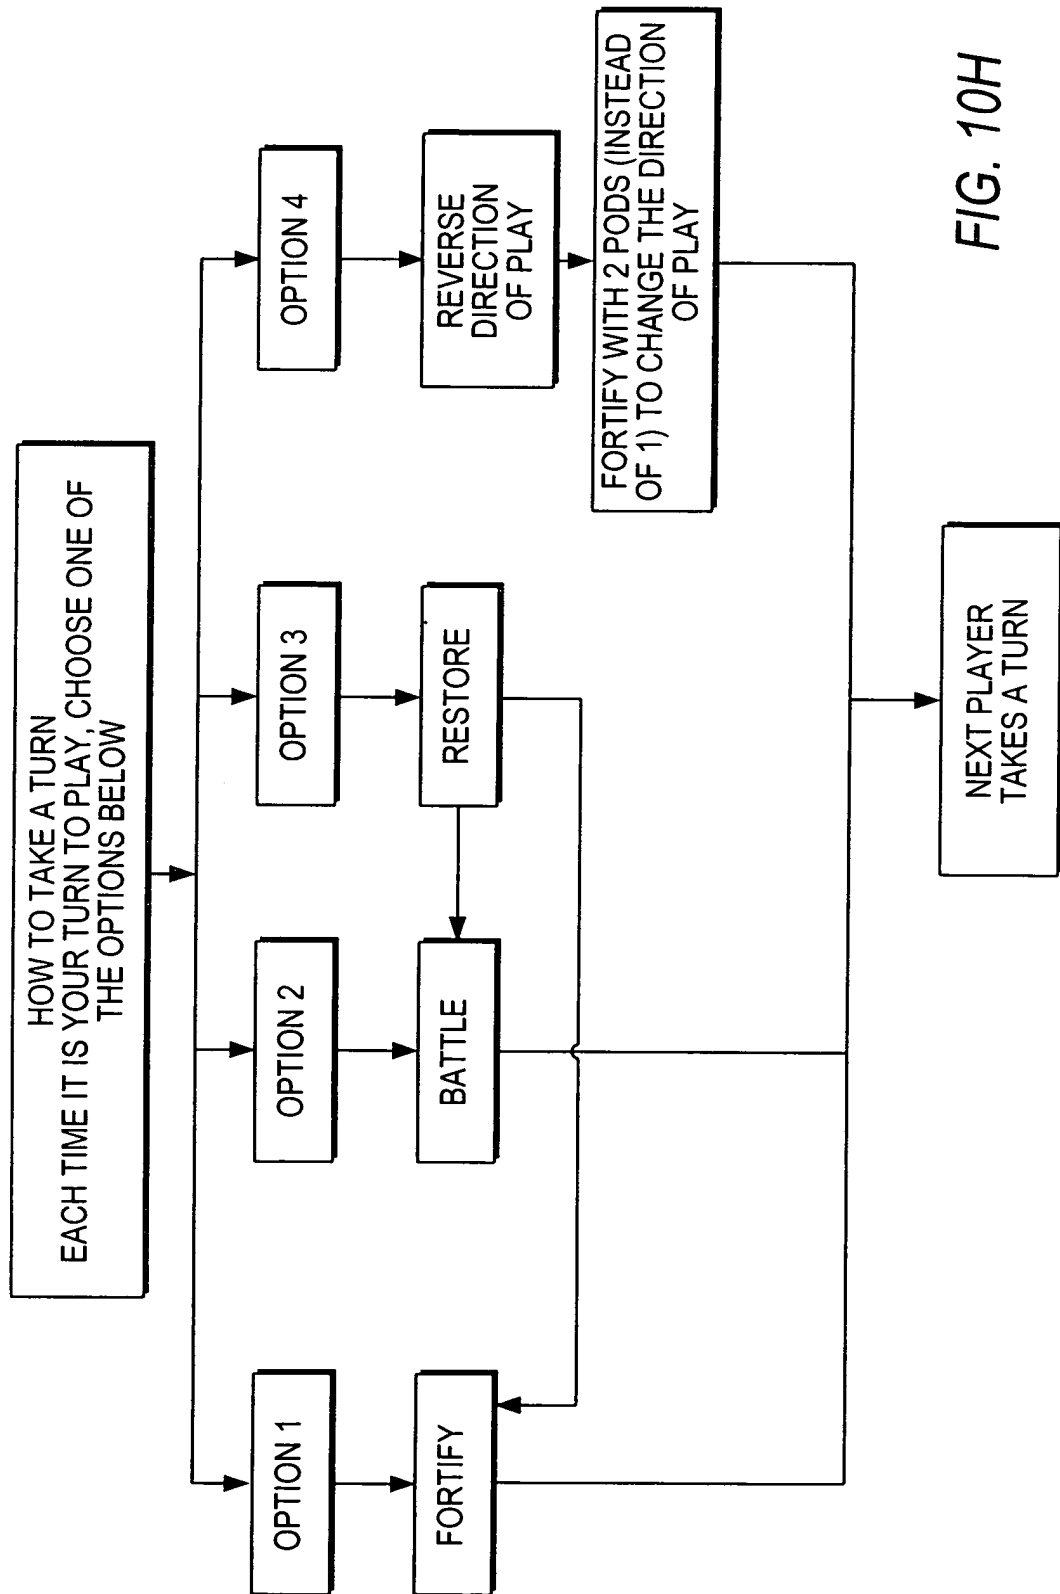 HOW TO TAKE A TURN
EACH TIME IT IS YOUR TURN TO PLAY, CHOOSE ONE OF
THE OPTIONS BELOW
OPTION 1
OPTION 2
OPTION 3
OPTION 4
FORTIFY
BATTLE
RESTORE
REVERSE
DIRECTION
OF PLAY
FORTIFY WITH 2 PODS (INSTEAD
OF 1) TO CHANGE THE DIRECTION
OF PLAY
NEXT PLAYER
TAKES A TURN
FIG. 10H